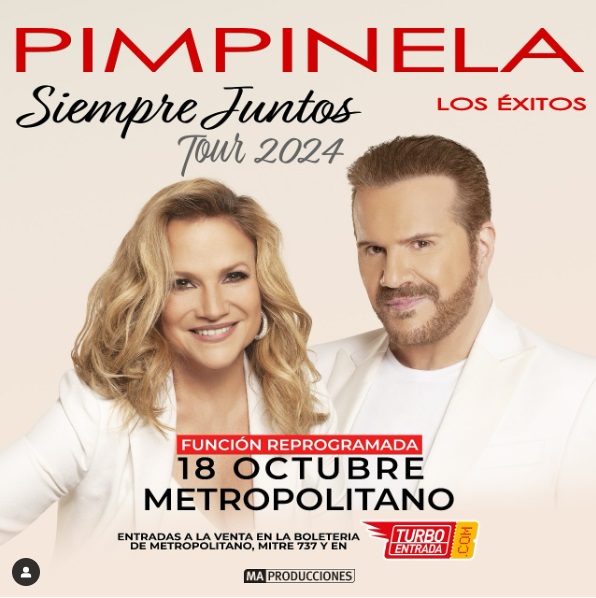 PIMPINELA
Siempre Juntos
LOS ÉXITOS
Tour 2024
FUNCIÓN REPROGRAMADA
18 OCTUBRE
METROPOLITANO
ENTRADAS A LA VENTA EN LA BOLETERIA
DE METROPOLITANO, MITRE 737 Y EN
TURBO
ENTRADA
.COM
MA PRODUCCIONES